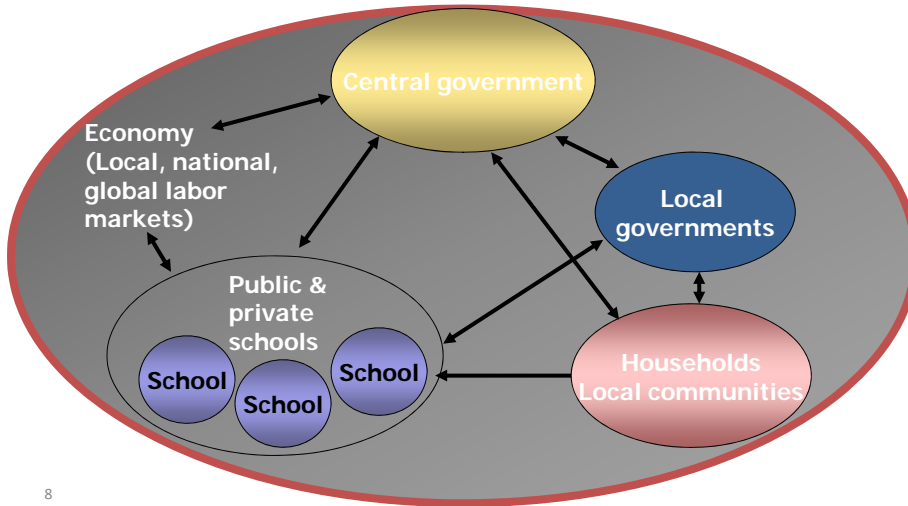 Central government
Economy
(Local, national,
global labor
markets)
Local
governments
Public &
private
schools
School
School
School
Households
Local communities
8